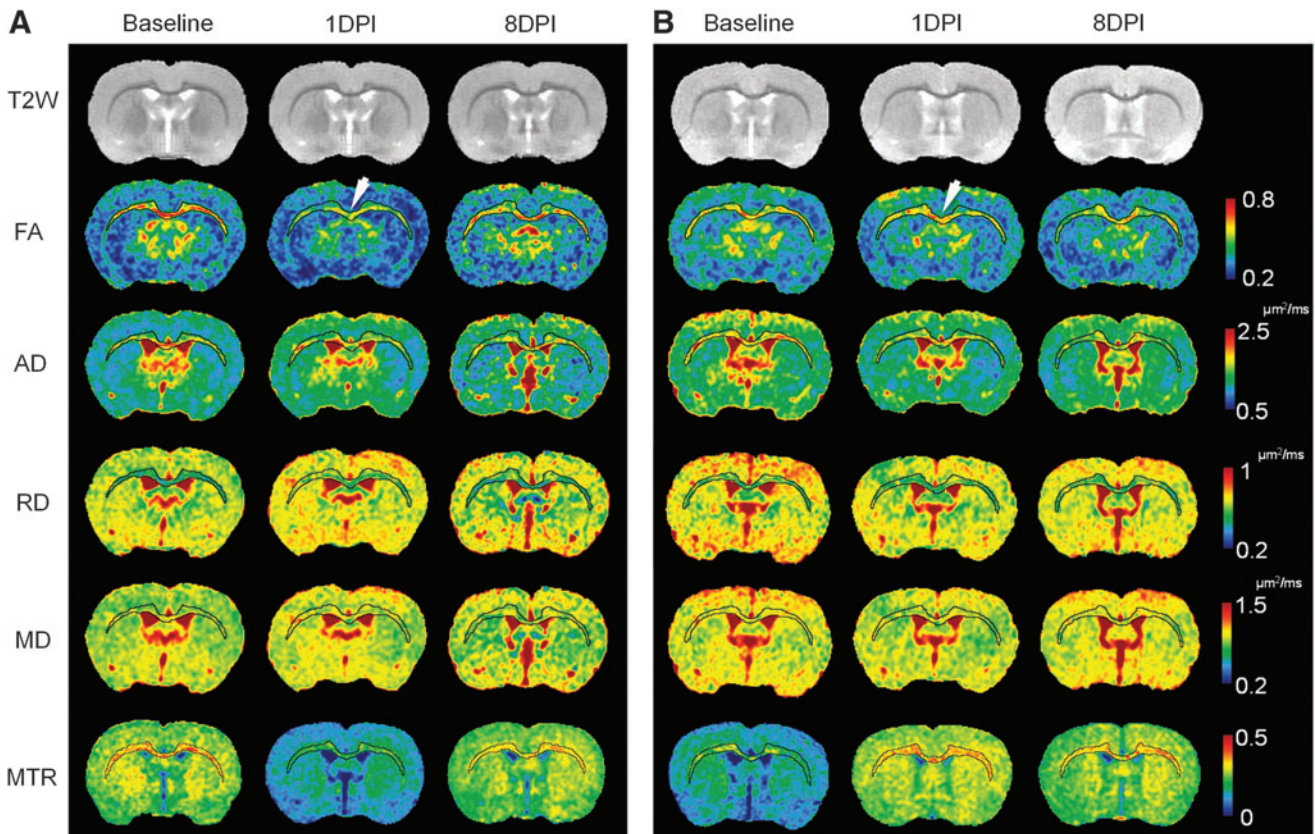 A
Baseline
1DPI
8DPI
B
Baseline
1DPI
8DPI
T2W
FA
0.8
0.2
AD
µm²/ms
2.5
0.5
RD
µm²/ms
1
0.2
MD
µm²/ms
1.5
0.2
MTR
0.5
0